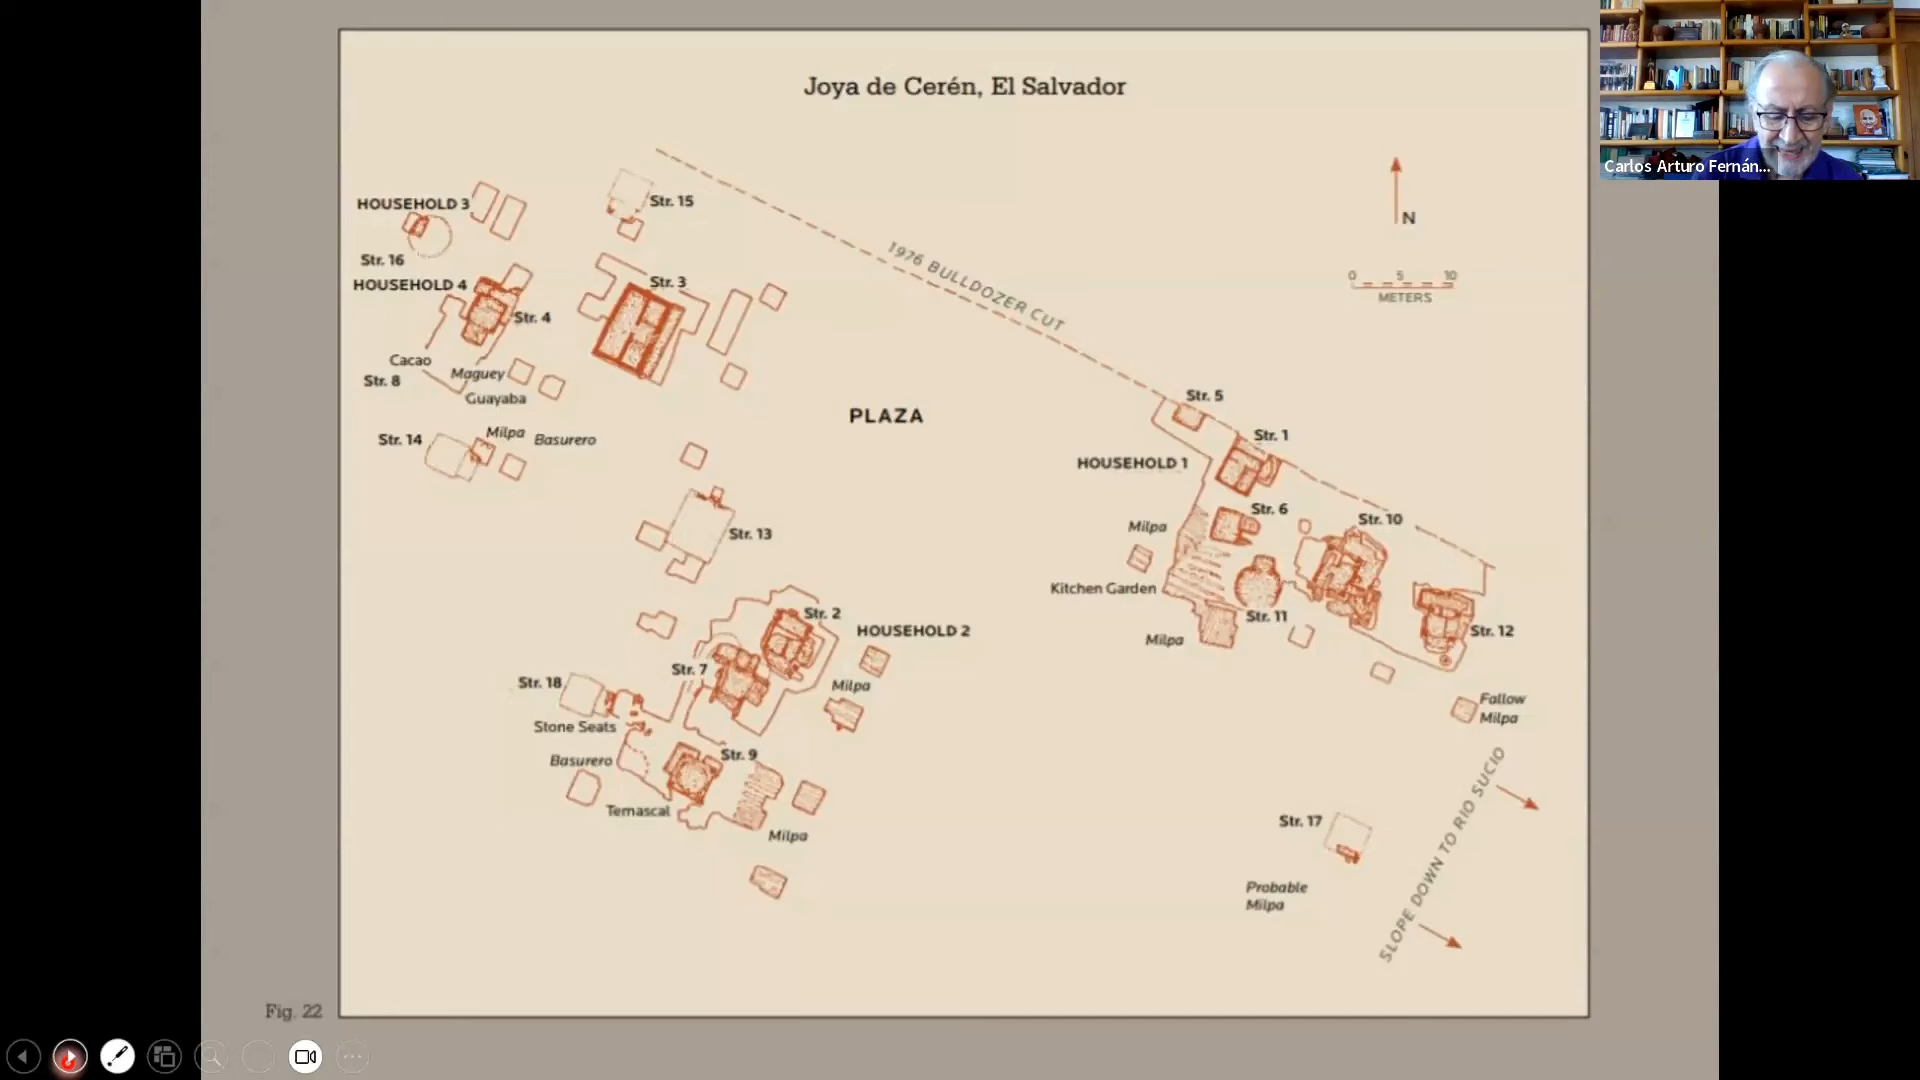 Joya de Cerén, El Salvador
Carlos Arturo Fernán...
HOUSEHOLD 3
Str. 15
N
Str. 16
1976 BULLDOZER CUT
HOUSEHOLD 4
Str. 3
0 5 10
METERS
Str. 4
Cacao
Maguey
Str. 8
Guayaba
PLAZA
Str. 5
Str. 14
Milpa
Basurero
Str. 1
HOUSEHOLD 1
Str. 6
Str. 10
Milpa
Str. 13
Kitchen Garden
Str. 11
Str. 2
HOUSEHOLD 2
Milpa
Str. 12
Str. 7
Str. 18
Milpa
Fallow
Milpa
Stone Seats
Str. 9
Basurero
Temascal
Milpa
Str. 17
SLOPE DOWN TO RIO SUCIO
Probable
Milpa
Fig. 22